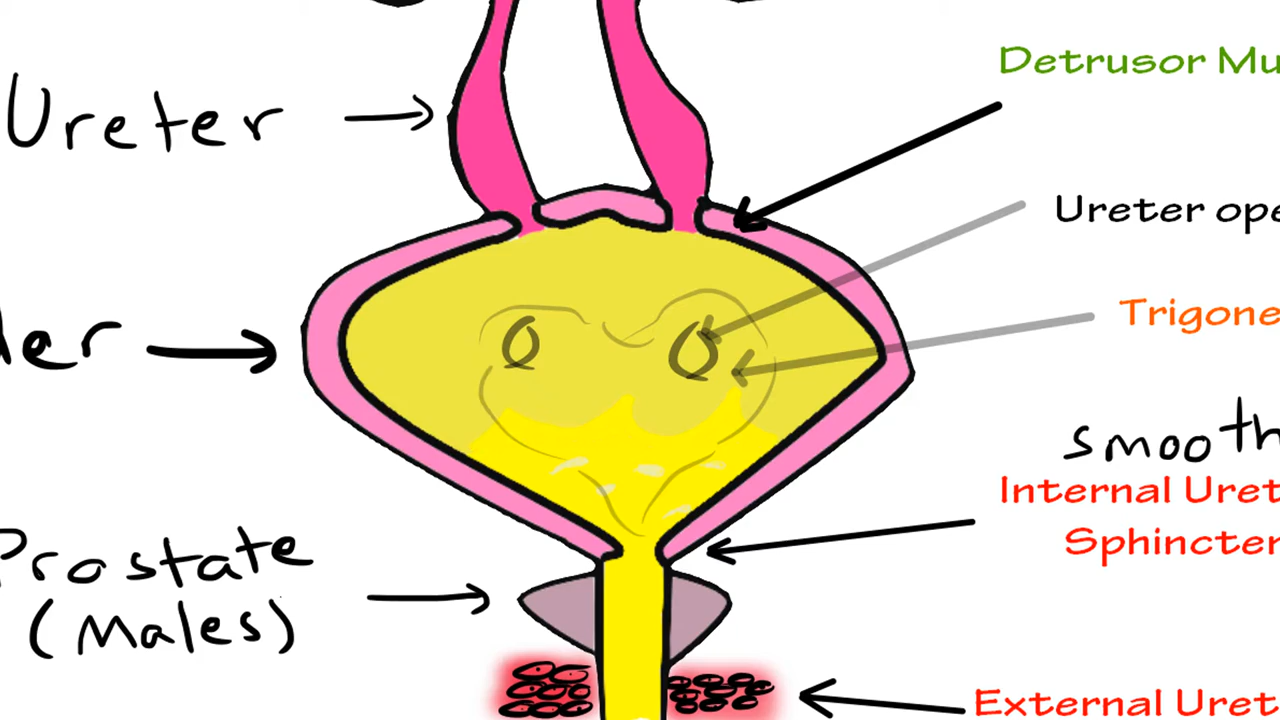 Ureter
Detrusor Mu
Ureter ope
Trigone
der
smooth
Internal Uret
Sphincter
Prostate
(Males)
External Uret